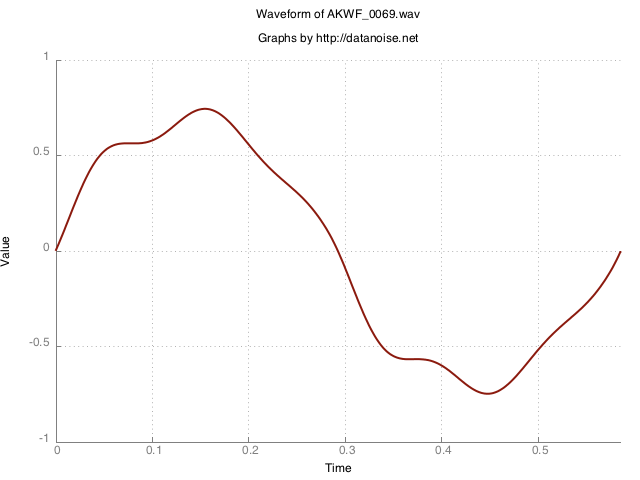 Waveform of AKWF_0069.wav
Graphs by http://datanoise.net
1
0.5
0
-0.5
-1
Value
0 0.1 0.2 0.3 0.4 0.5
Time